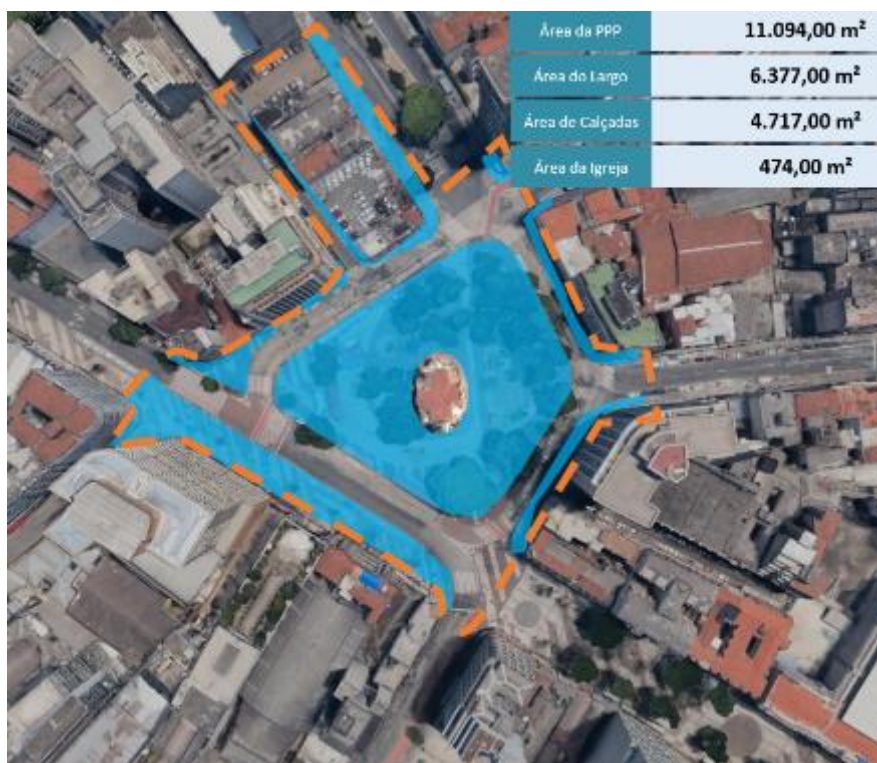 Área da PPP 11.094,00 m²
Área do Largo 6.377,00 m²
Área de Calçadas 4.717,00 m²
Área da Igreja 474,00 m²